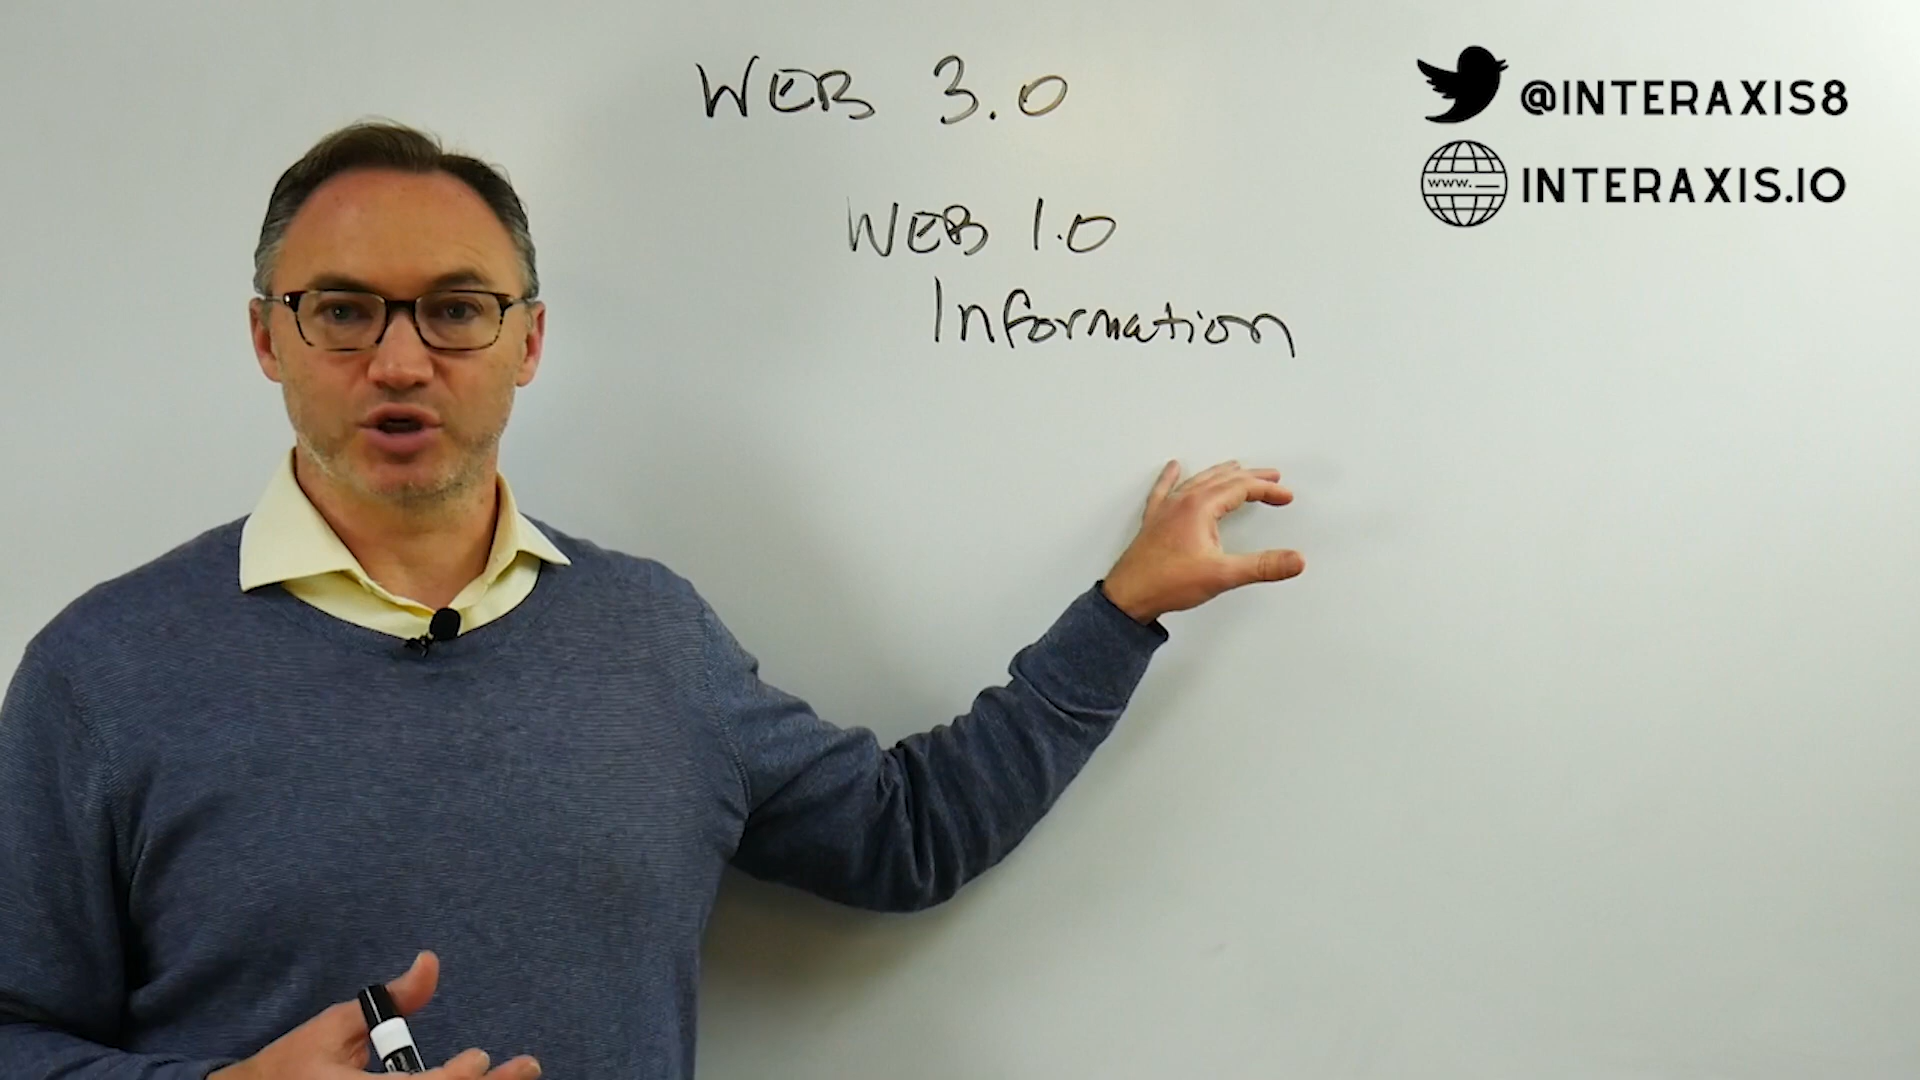 WEB 3.0
@INTERAXIS8
WEB 1.0
www.
INTERAXIS.IO
Information